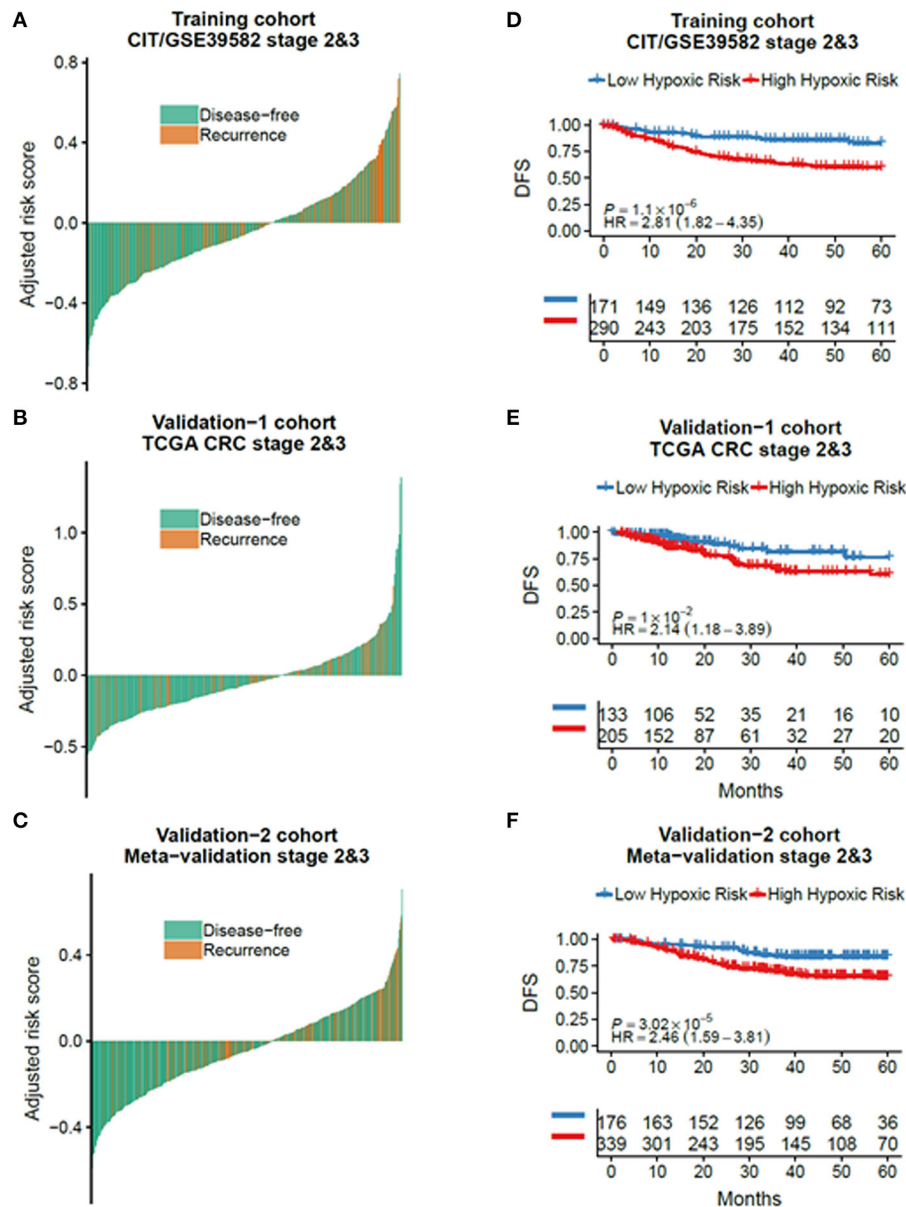 A
Training cohort
CIT/GSE39582 stage 2&3
0.8
0.4
0.0
−0.4
−0.8
Adjusted risk score
Disease−free
Recurrence
D
Training cohort
CIT/GSE39582 stage 2&3
Low Hypoxic Risk High Hypoxic Risk
1.00
0.75
0.50
0.25
0.00
DFS
P = 1.1×10−6
HR = 2.81 (1.82−4.35)
0 10 20 30 40 50 60
171 149 136 126 112 92 73
290 243 203 175 152 134 111
0 10 20 30 40 50 60
B
Validation−1 cohort
TCGA CRC stage 2&3
1.0
0.5
0.0
−0.5
Adjusted risk score
Disease−free
Recurrence
E
Validation−1 cohort
TCGA CRC stage 2&3
Low Hypoxic Risk High Hypoxic Risk
1.00
0.75
0.50
0.25
0.00
DFS
P = 1×10−2
HR = 2.14 (1.18−3.89)
0 10 20 30 40 50 60
133 106 52 35 21 16 10
205 152 87 61 32 27 20
0 10 20 30 40 50 60
Months
C
Validation−2 cohort
Meta−validation stage 2&3
0.4
0.0
−0.4
Adjusted risk score
Disease−free
Recurrence
F
Validation−2 cohort
Meta−validation stage 2&3
Low Hypoxic Risk High Hypoxic Risk
1.00
0.75
0.50
0.25
0.00
DFS
P = 3.02×10−5
HR = 2.46 (1.59−3.81)
0 10 20 30 40 50 60
176 163 152 126 99 68 36
339 301 243 195 145 108 70
0 10 20 30 40 50 60
Months